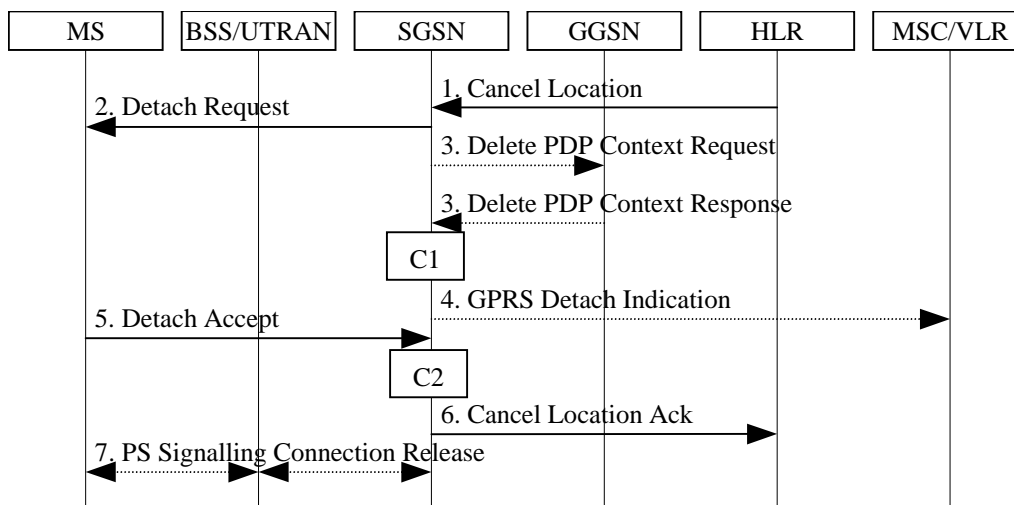 MS BSS/UTRAN SGSN GGSN HLR MSC/VLR
1. Cancel Location
2. Detach Request
3. Delete PDP Context Request
3. Delete PDP Context Response
C1
4. GPRS Detach Indication
5. Detach Accept
C2
6. Cancel Location Ack
7. PS Signalling Connection Release